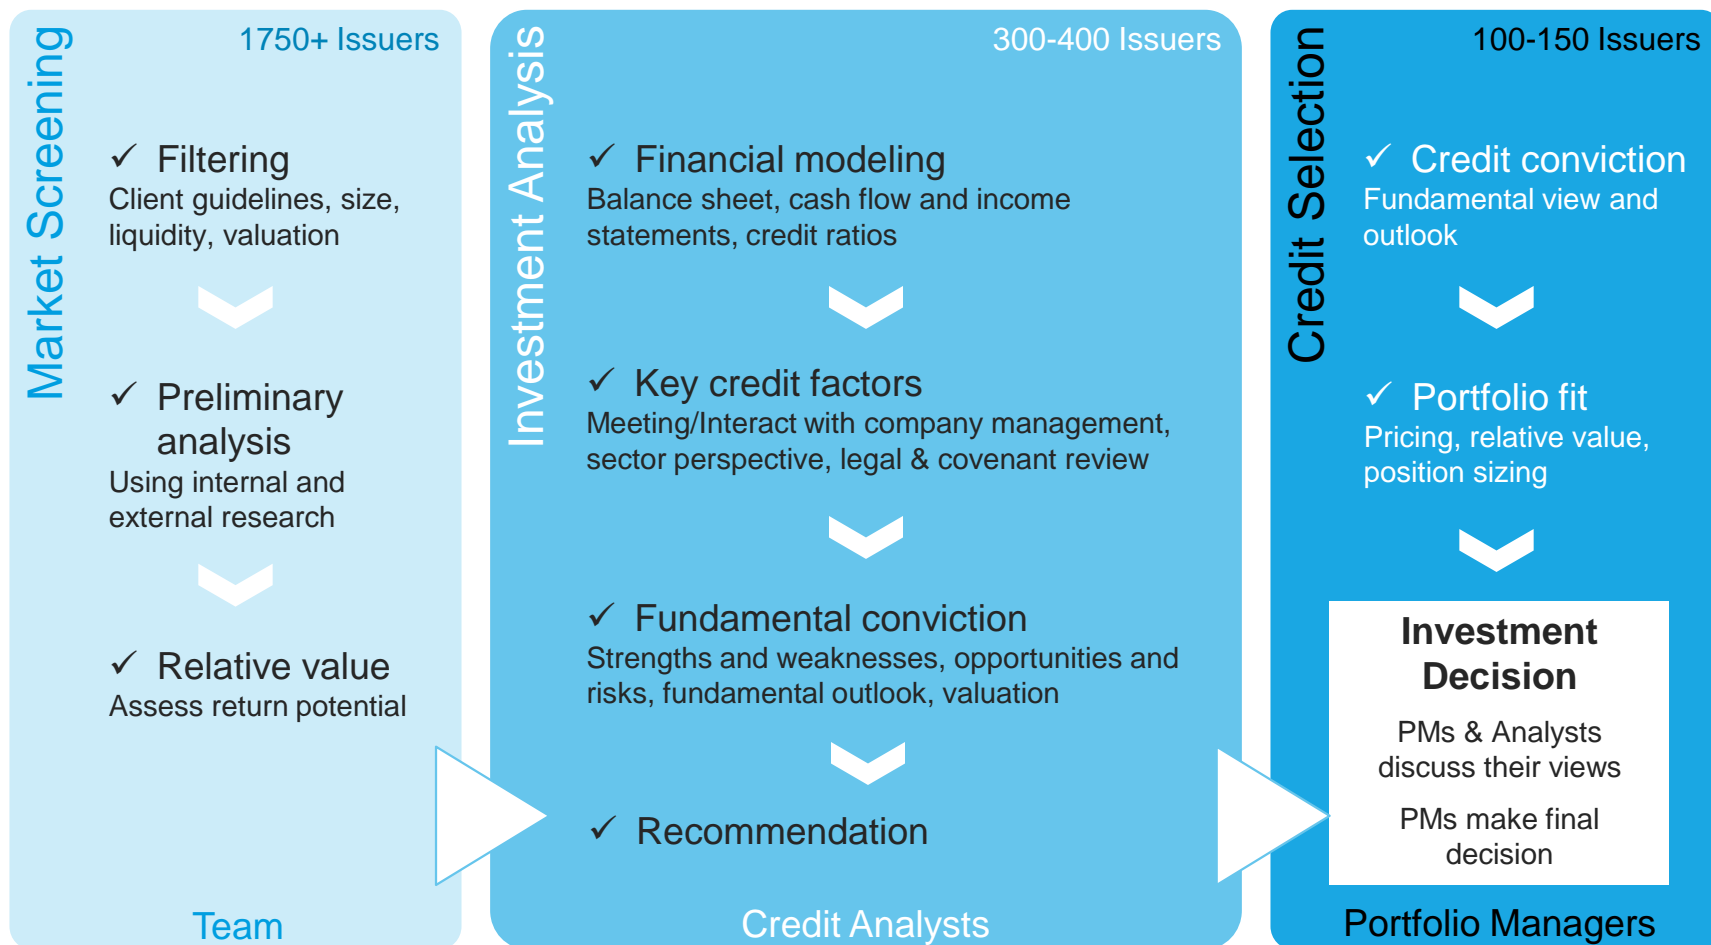 Market Screening
1750+ Issuers
✓ Filtering
Client guidelines, size,
liquidity, valuation
✓ Preliminary
analysis
Using internal and
external research
✓ Relative value
Assess return potential
Team
Investment Analysis
300-400 Issuers
✓ Financial modeling
Balance sheet, cash flow and income
statements, credit ratios
✓ Key credit factors
Meeting/Interact with company management,
sector perspective, legal & covenant review
✓ Fundamental conviction
Strengths and weaknesses, opportunities and
risks, fundamental outlook, valuation
✓ Recommendation
Credit Analysts
Credit Selection
100-150 Issuers
✓ Credit conviction
Fundamental view and
outlook
✓ Portfolio fit
Pricing, relative value,
position sizing
Investment
Decision
PMs & Analysts
discuss their views
PMs make final
decision
Portfolio Managers